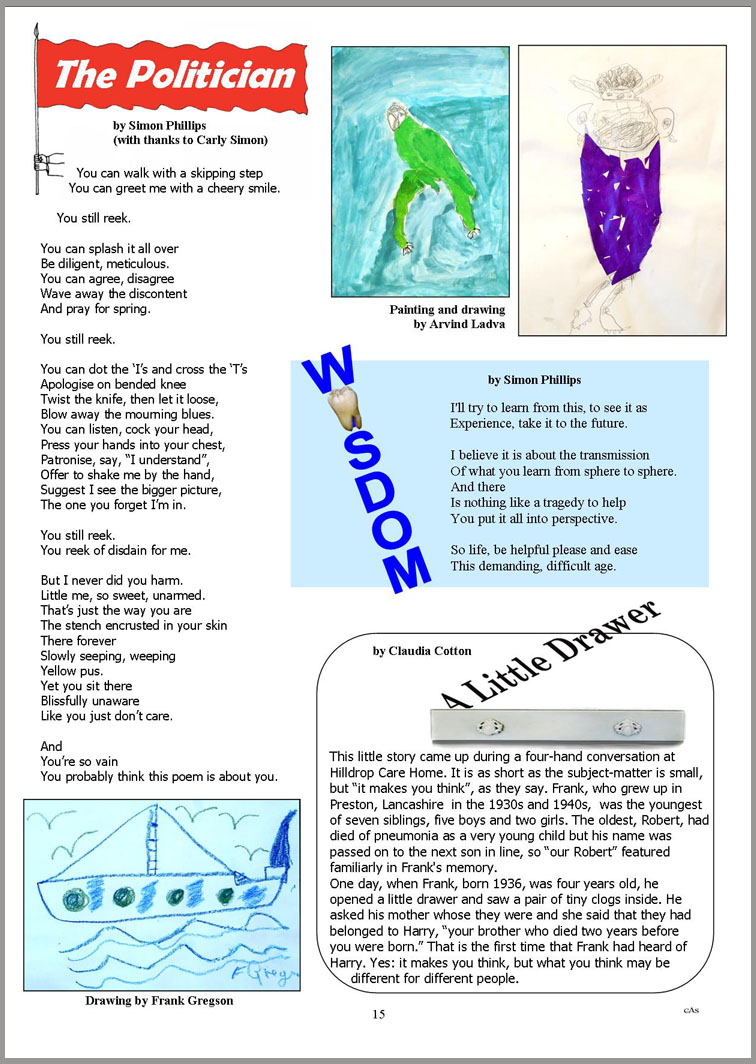 The Politician
by Simon Phillips
(with thanks to Carly Simon)
You can walk with a skipping step
You can greet me with a cheery smile.
You still reek.
You can splash it all over
Be diligent, meticulous.
You can agree, disagree
Wave away the discontent
And pray for spring.
You still reek.
You can dot the ‘I’s and cross the ‘T’s
Apologise on bended knee
Twist the knife, then let it loose,
Blow away the mourning blues.
You can listen, cock your head,
Press your hands into your chest,
Patronise, say, “I understand”,
Offer to shake me by the hand,
Suggest I see the bigger picture,
The one you forget I’m in.
You still reek.
You reek of disdain for me.
But I never did you harm.
Little me, so sweet, unarmed.
That’s just the way you are
The stench encrusted in your skin
There forever
Slowly seeping, weeping
Yellow pus.
Yet you sit there
Blissfully unaware
Like you just don’t care.
And
You’re so vain
You probably think this poem is about you.
F Gregs
Drawing by Frank Gregson
Painting and drawing
by Arvind Ladva
W SDOM
by Simon Phillips
I'll try to learn from this, to see it as
Experience, take it to the future.
I believe it is about the transmission
Of what you learn from sphere to sphere.
And there
Is nothing like a tragedy to help
You put it all into perspective.
So life, be helpful please and ease
This demanding, difficult age.
A Little Drawer
by Claudia Cotton
This little story came up during a four-hand conversation at
Hilldrop Care Home. It is as short as the subject-matter is small,
but “it makes you think”, as they say. Frank, who grew up in
Preston, Lancashire in the 1930s and 1940s, was the youngest
of seven siblings, five boys and two girls. The oldest, Robert, had
died of pneumonia as a very young child but his name was
passed on to the next son in line, so “our Robert” featured
familiarly in Frank's memory.
One day, when Frank, born 1936, was four years old, he
opened a little drawer and saw a pair of tiny clogs inside. He
asked his mother whose they were and she said that they had
belonged to Harry, “your brother who died two years before
you were born.” That is the first time that Frank had heard of
Harry. Yes: it makes you think, but what you think may be
different for different people.
15
cAs